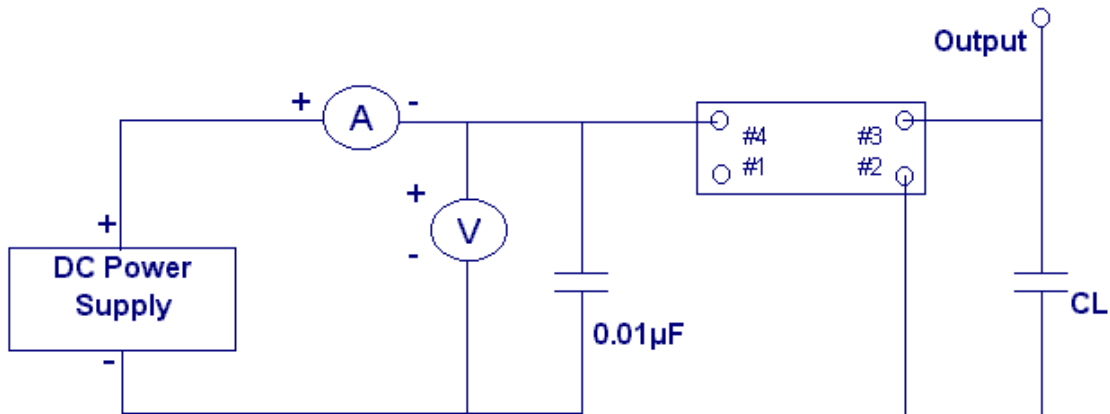 Output
+ A -
#4 #3
#1 #2
+
V
-
+
DC Power
Supply
-
0.01µF
CL